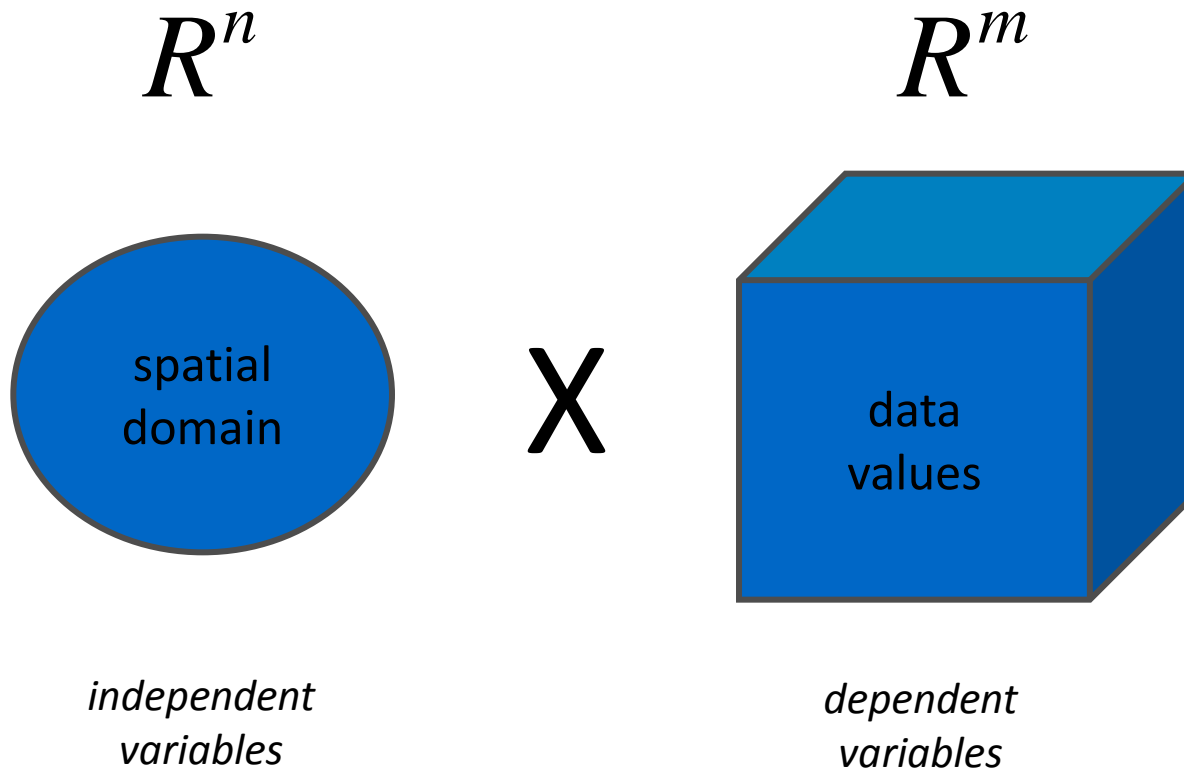 R^n
R^m
spatial
domain
X
data
values
independent
variables
dependent
variables